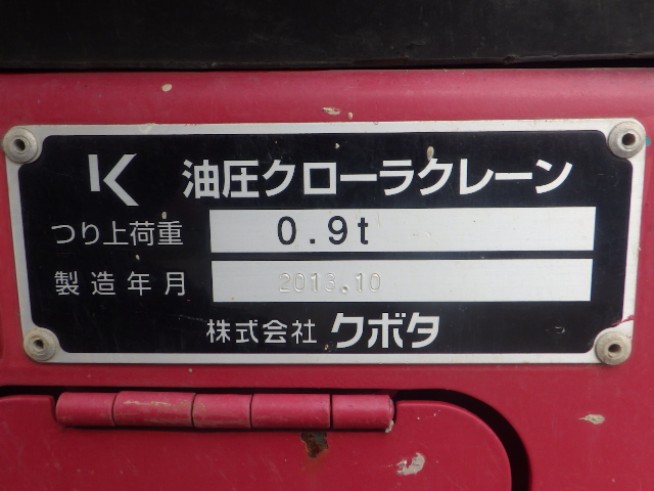 K 油圧クローラクレーン
つり上荷重 0.9t
製造年月 2013.10
株式会社 クボタ